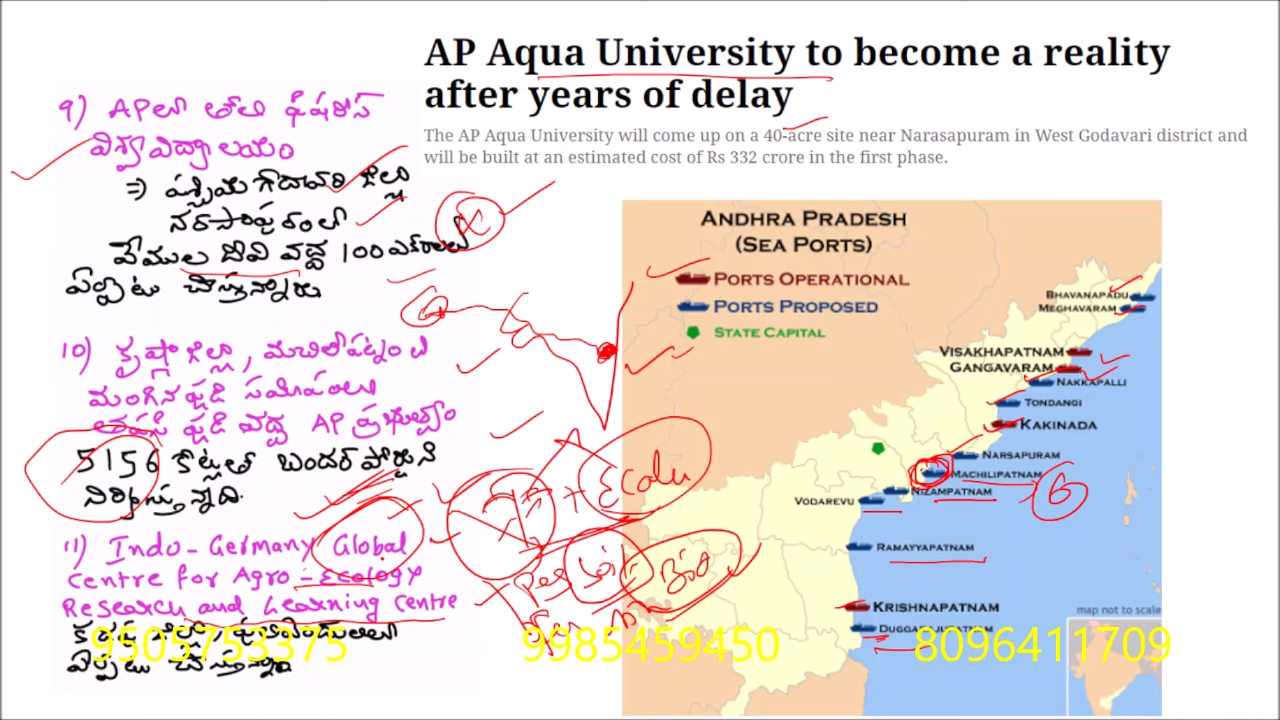 AP Aqua University to become a reality
after years of delay
The AP Aqua University will come up on a 40-acre site near Narasapuram in West Godavari district and
will be built at an estimated cost of Rs 332 crore in the first phase.
9) APలో తొలి ఫిషరీస్
విశ్వవిద్యాలయం
⇒ పశ్చిమగోదావరి జిల్లా
నరసాపురంలో
వేముల దీవి వద్ద 100 ఎకరాలలో
ఏర్పాటు చేస్తున్నారు
10) కృష్ణాజిల్లా, మచిలీపట్నం
మంగినపూడి సమీపంలో
తపసిపూడి వద్ద AP ప్రభుత్వం
5156 కోట్లతో బందర్ పోర్టుని
నిర్మిస్తున్నది.
11) Indo-Germany Global
Centre for Agro-Ecology
Research and Learning Centre
ఏర్పాటు చేస్తున్నారు
ANDHRA PRADESH
(SEA PORTS)
PORTS OPERATIONAL
PORTS PROPOSED
STATE CAPITAL
BHAVANAPADU
MEGHAVARAM
VISAKHAPATNAM
GANGAVARAM
NAKKAPALLI
TONDANGI
KAKINADA
NARSAPURAM
MACHILIPATNAM
NIZAMPATNAM
VODAREVU
RAMAYYAPATNAM
KRISHNAPATNAM
map not to scale
9505753375 9985459450 8096411709